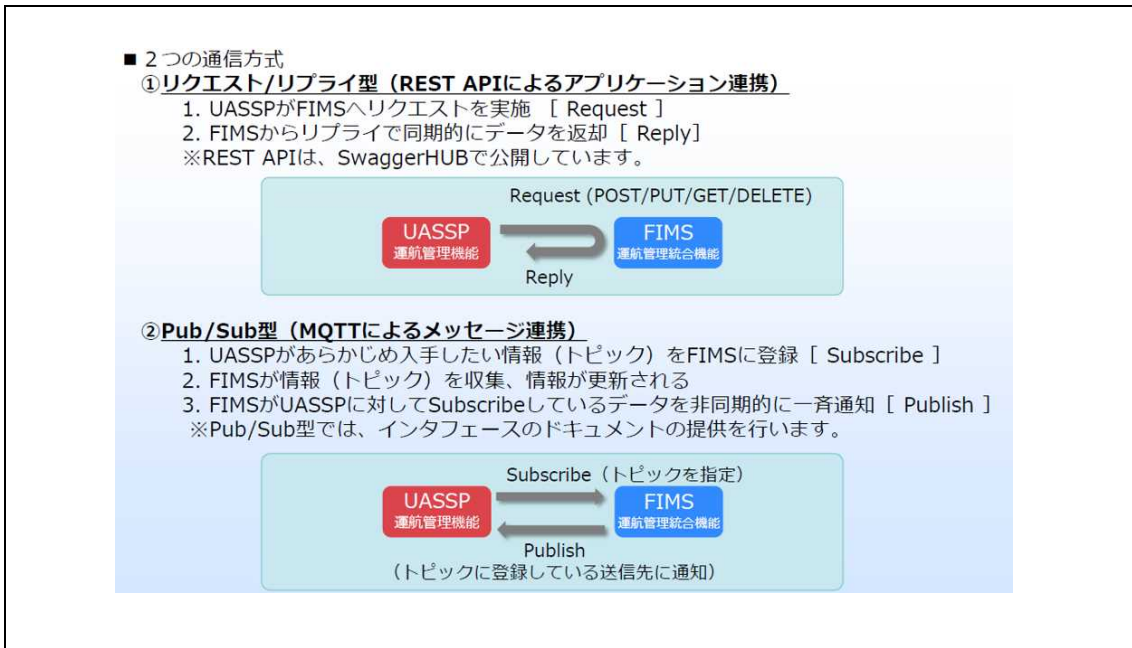 ■ 2つの通信方式
①リクエスト/リプライ型(REST APIによるアプリケーション連携)
1. UASSPがFIMSへリクエストを実施 [ Request ]
2. FIMSからリプライで同期的にデータを返却 [ Reply]
※REST APIは、SwaggerHUBで公開しています。
Request (POST/PUT/GET/DELETE)
UASSP
運航管理機能
FIMS
運航管理統合機能
Reply
②Pub/Sub型(MQTTによるメッセージ連携)
1. UASSPがあらかじめ入手したい情報(トピック)をFIMSに登録 [ Subscribe ]
2. FIMSが情報(トピック)を収集、情報が更新される
3. FIMSがUASSPに対してSubscribeしているデータを非同期的に一斉通知 [ Publish ]
※Pub/Sub型では、インタフェースのドキュメントの提供を行います。
Subscribe(トピックを指定)
UASSP
運航管理機能
FIMS
運航管理統合機能
Publish
(トピックに登録している送信先に通知)